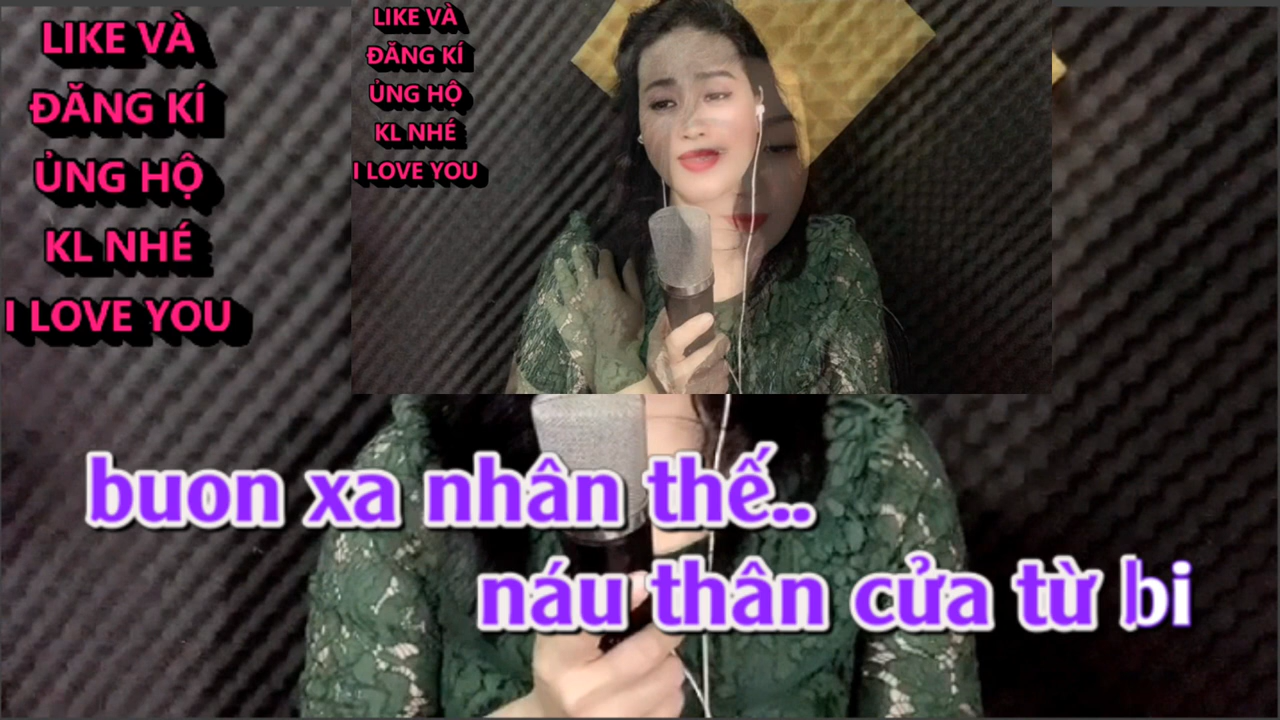 LIKE VÀ
ĐĂNG KÍ
ỦNG HỘ
KL NHÉ
I LOVE YOU
LIKE VÀ
ĐĂNG KÍ
ỦNG HỘ
KL NHÉ
I LOVE YOU
buon xa nhân thế..
náu thân cửa từ bi